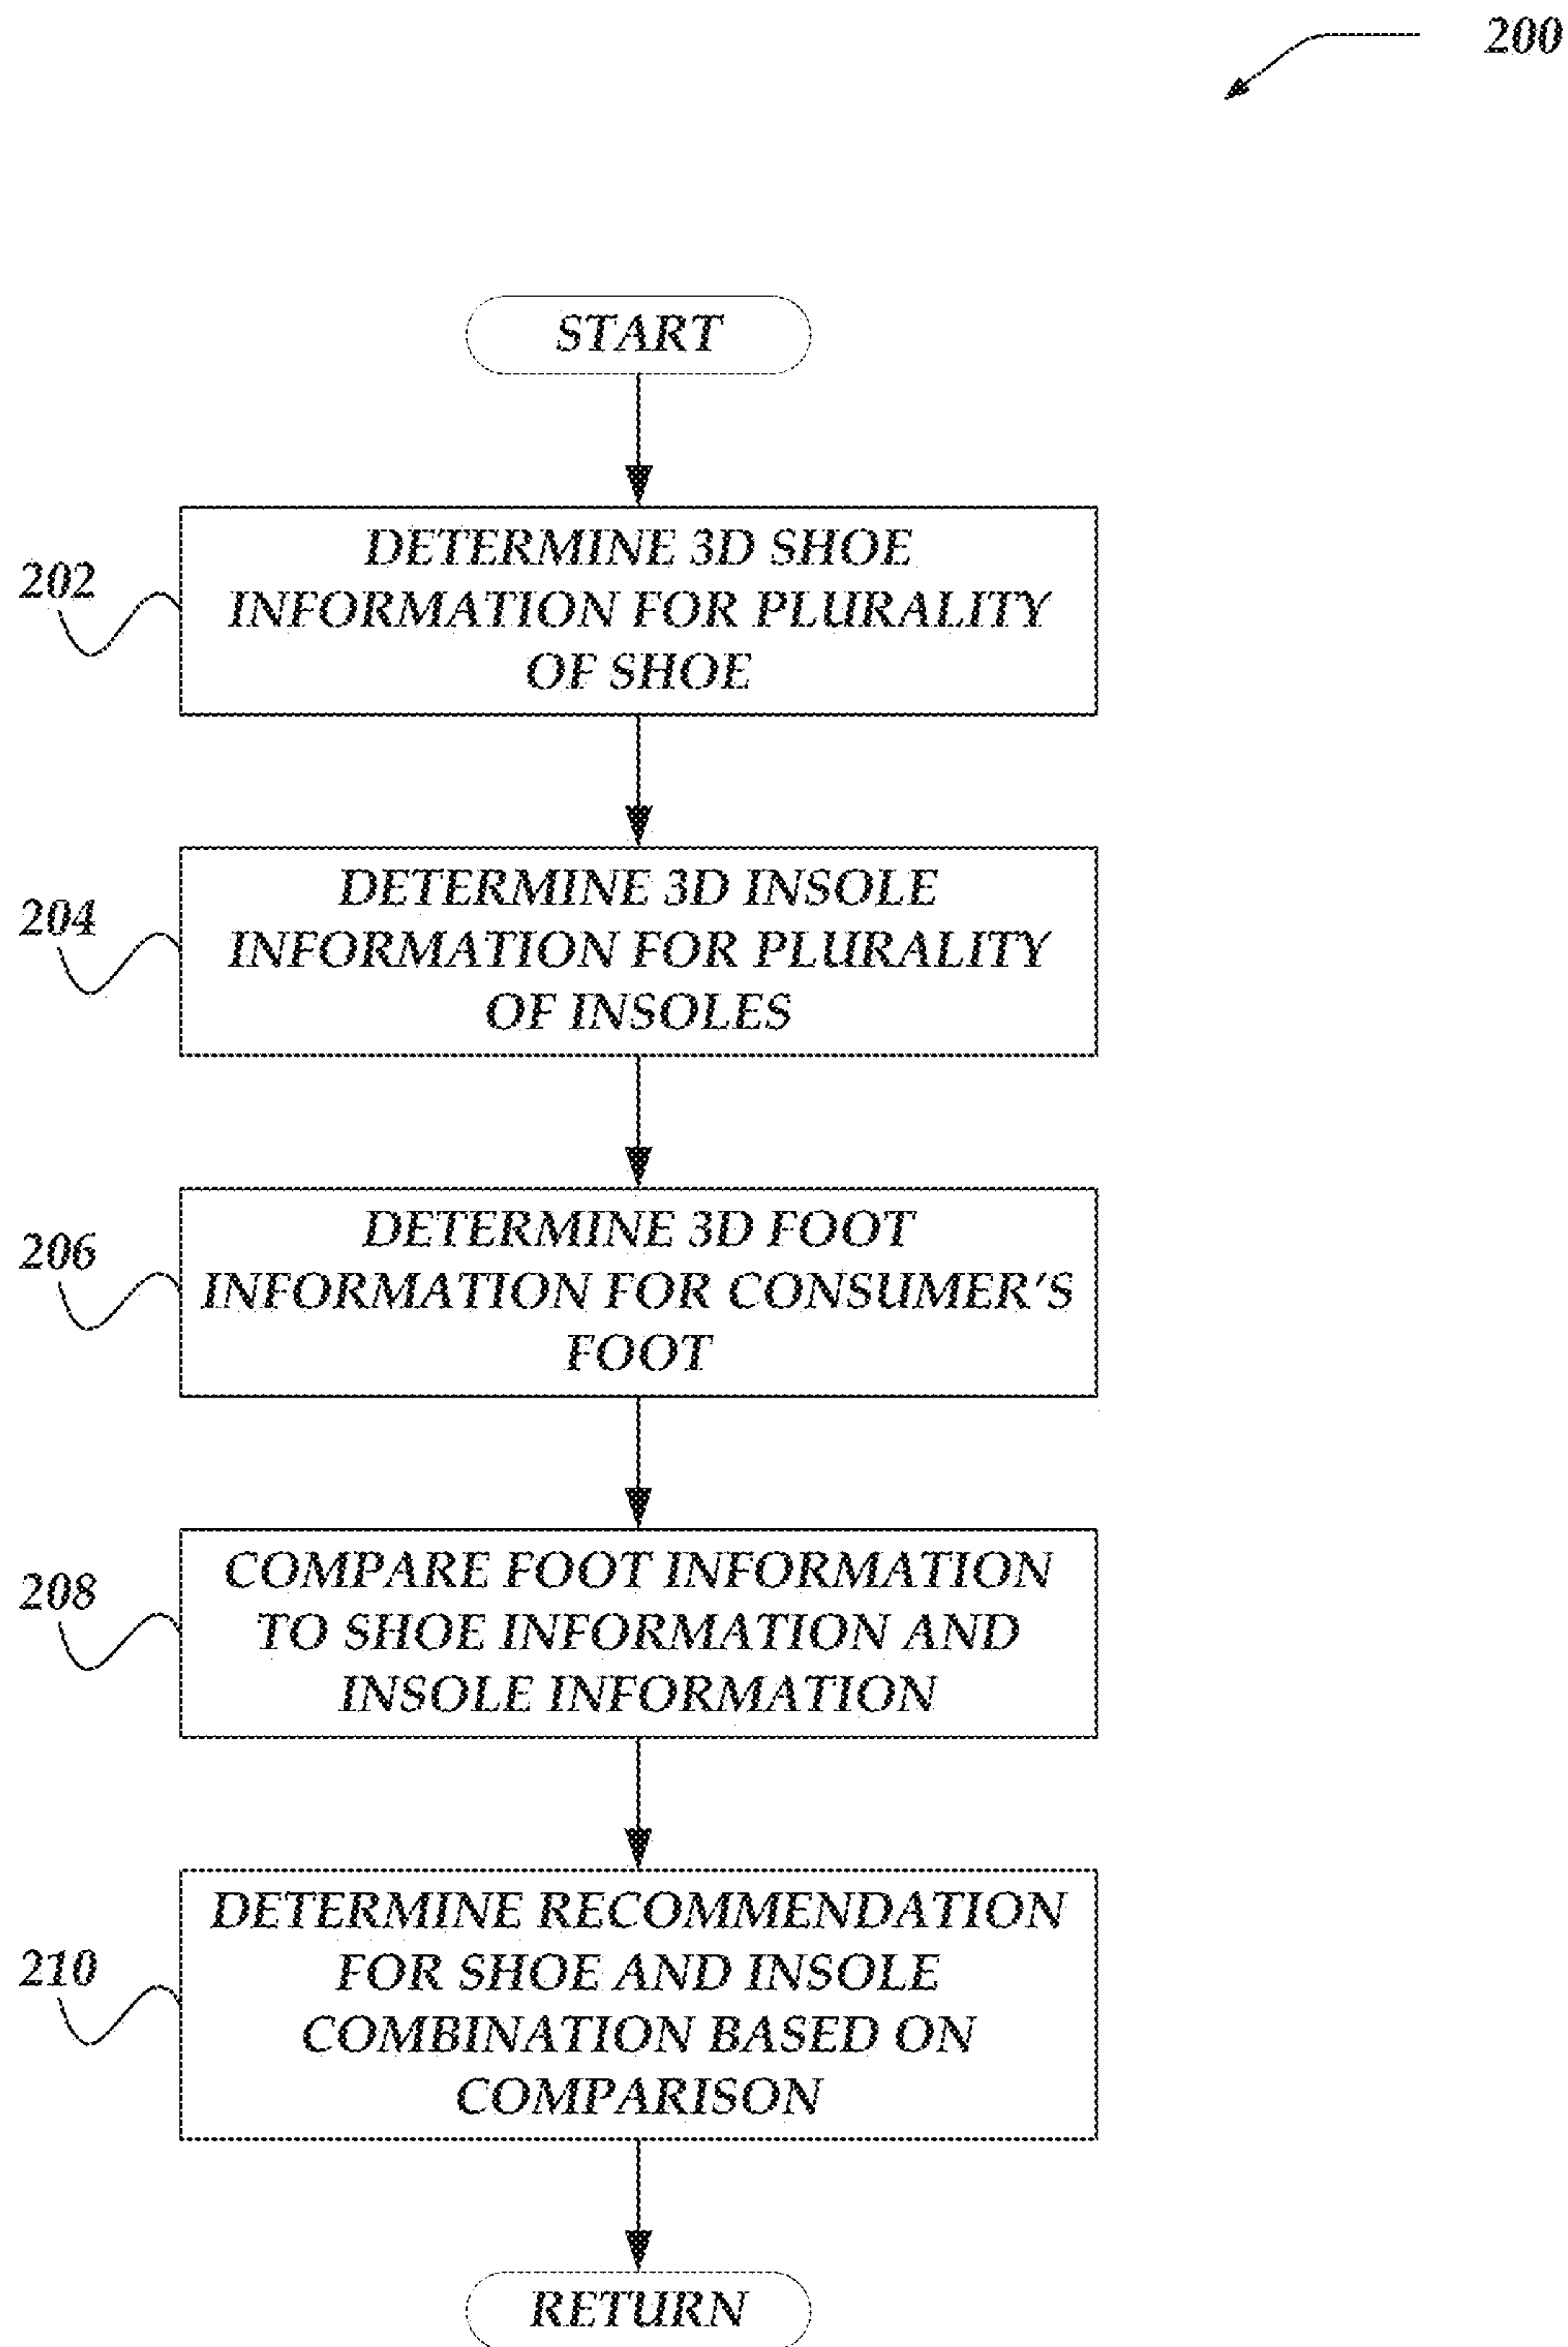 200
START
202
DETERMINE 3D SHOE
INFORMATION FOR PLURALITY
OF SHOE
204
DETERMINE 3D INSOLE
INFORMATION FOR PLURALITY
OF INSOLES
206
DETERMINE 3D FOOT
INFORMATION FOR CONSUMER'S
FOOT
208
COMPARE FOOT INFORMATION
TO SHOE INFORMATION AND
INSOLE INFORMATION
210
DETERMINE RECOMMENDATION
FOR SHOE AND INSOLE
COMBINATION BASED ON
COMPARISON
RETURN